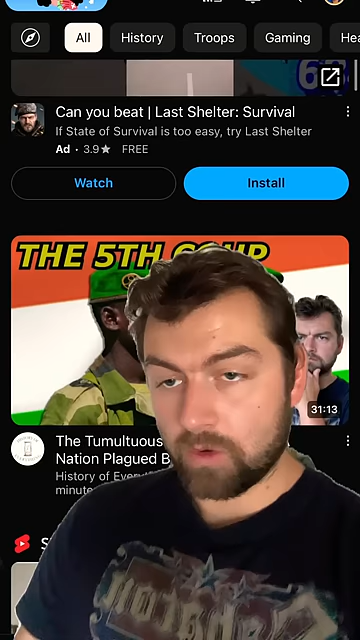 All
History
Troops
Gaming
Can you beat | Last Shelter: Survival
If State of Survival is too easy, try Last Shelter
Ad · 3.9★ FREE
Watch
Install
THE 5TH COUP
31:13
The Tumultuous
Nation Plagued B
History of Every
minute
S